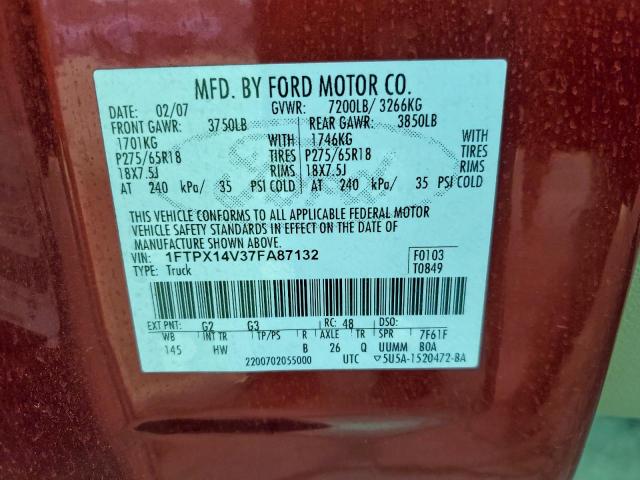 MFD. BY FORD MOTOR CO.
DATE: 02/07 GVWR: 7200LB/ 3266KG
FRONT GAWR: 3750LB REAR GAWR: 3850LB
1701KG WITH 1746KG WITH
P275/65R18 TIRES P275/65R18 TIRES
18X7.5J RIMS 18X7.5J RIMS
AT 240 kPa/ 35 PSI COLD AT 240 kPa/ 35 PSI COLD
THIS VEHICLE CONFORMS TO ALL APPLICABLE FEDERAL MOTOR
VEHICLE SAFETY STANDARDS IN EFFECT ON THE DATE OF
MANUFACTURE SHOWN ABOVE.
VIN: 1FTPX14V37FA87132 F0103
TYPE: Truck T0849
EXT PNT: G2 G3 RC: 48 DSO:
WB INT TR TP/PS R AXLE TR SPR 7F61F
145 HW B 26 Q UUMM BOA
2200702055000 UTC ▽5U5A-1520472-BA
Ford